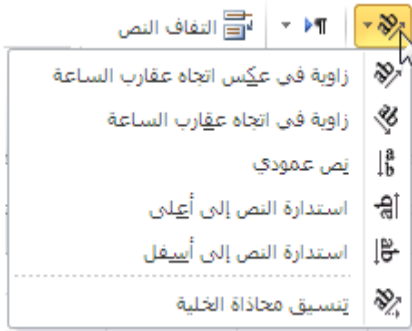 التفاف النص
زاوية في عكس اتجاه عقارب الساعة
زاوية في اتجاه عقارب الساعة
نص عمودي
استدارة النص إلى أعلى
استدارة النص إلى أسفل
تنسيق محاذاة الخلية